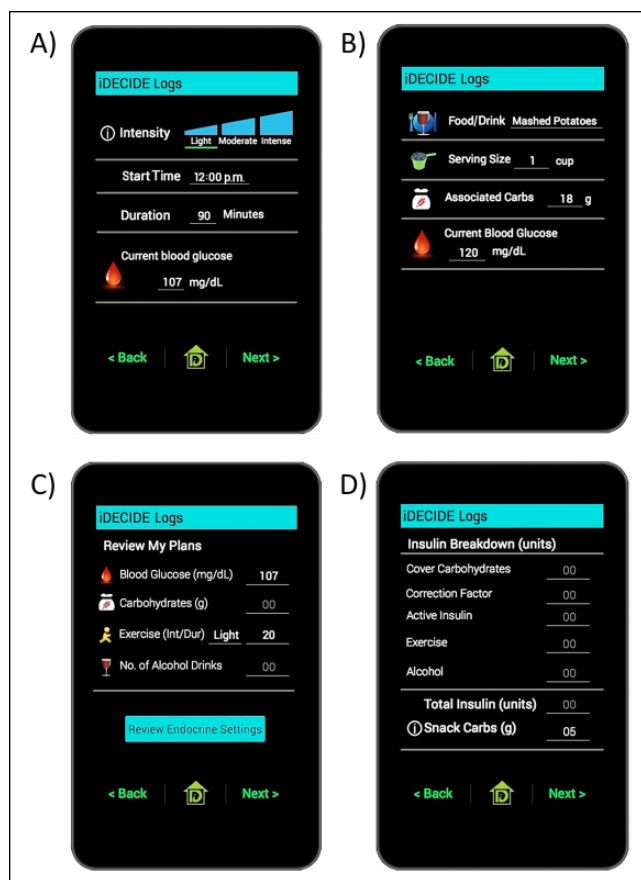 A)
iDECIDE Logs
ⓘ Intensity
Light Moderate Intense
Start Time 12:00 p.m.
Duration 90 Minutes
Current blood glucose
107 mg/dL
< Back iD Next >
B)
iDECIDE Logs
Food/Drink Mashed Potatoes
Serving Size 1 cup
Associated Carbs 18 g
Current Blood Glucose
120 mg/dL
< Back iD Next >
C)
iDECIDE Logs
Review My Plans
Blood Glucose (mg/dL) 107
Carbohydrates (g) 00
Exercise (Int/Dur) Light 20
No. of Alcohol Drinks 00
Review Endocrine Settings
< Back iD Next >
D)
iDECIDE Logs
Insulin Breakdown (units)
Cover Carbohydrates 00
Correction Factor 00
Active Insulin 00
Exercise 00
Alcohol 00
Total Insulin (units) 00
ⓘ Snack Carbs (g) 05
< Back iD Next >